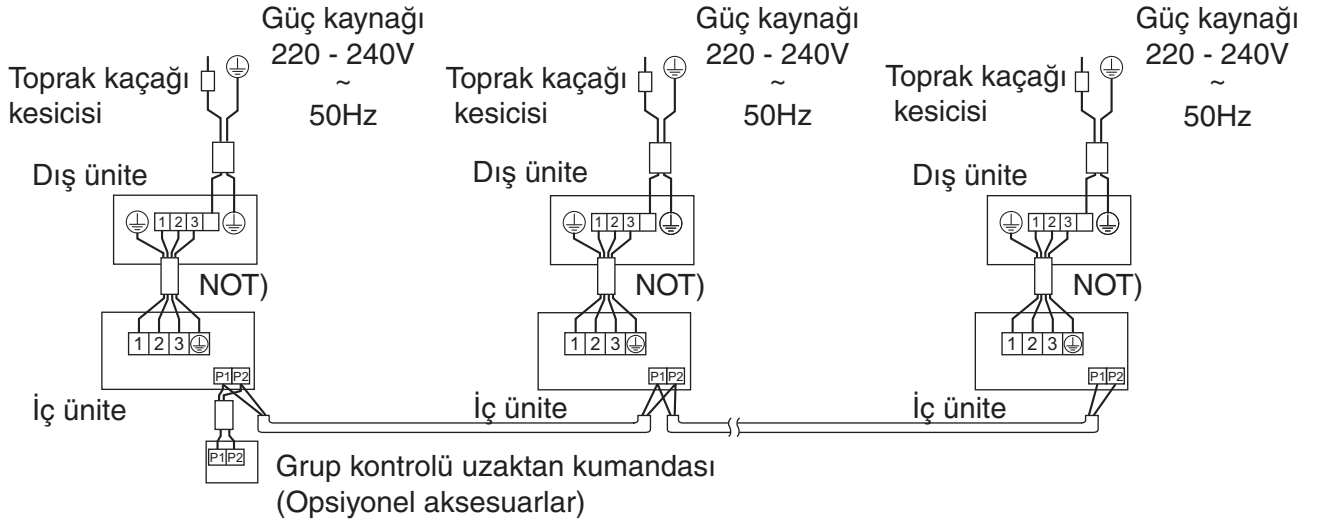 Güç kaynağı
220 - 240V
~
50Hz
Toprak kaçağı
kesicisi
Dış ünite
1 2 3
NOT)
1 2 3
P1 P2
İç ünite
P1 P2
Güç kaynağı
220 - 240V
~
50Hz
Toprak kaçağı
kesicisi
Dış ünite
1 2 3
NOT)
1 2 3
P1 P2
İç ünite
Güç kaynağı
220 - 240V
~
50Hz
Toprak kaçağı
kesicisi
Dış ünite
1 2 3
NOT)
1 2 3
P1 P2
İç ünite
Grup kontrolü uzaktan kumandası
(Opsiyonel aksesuarlar)